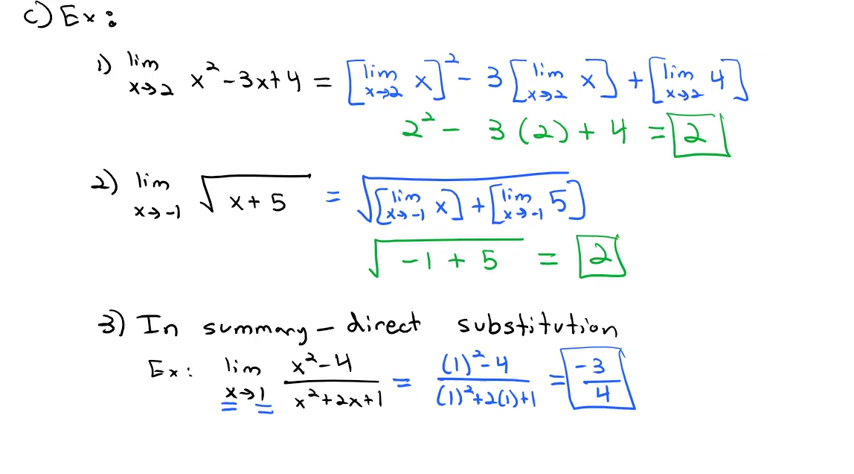 c) Ex:
1) lim x→2 x² - 3x + 4 = [lim x→2 x]² - 3 [lim x→2 x] + [lim x→2 4]
2² - 3 (2) + 4 = 2
2) lim x→-1 √(x + 5) = √([lim x→-1 x] + [lim x→-1 5])
√(-1 + 5) = 2
3) In summary - direct substitution
Ex: lim x→1 (x² - 4)/(x² + 2x + 1) = ((1)² - 4)/((1)² + 2(1) + 1) = -3/4